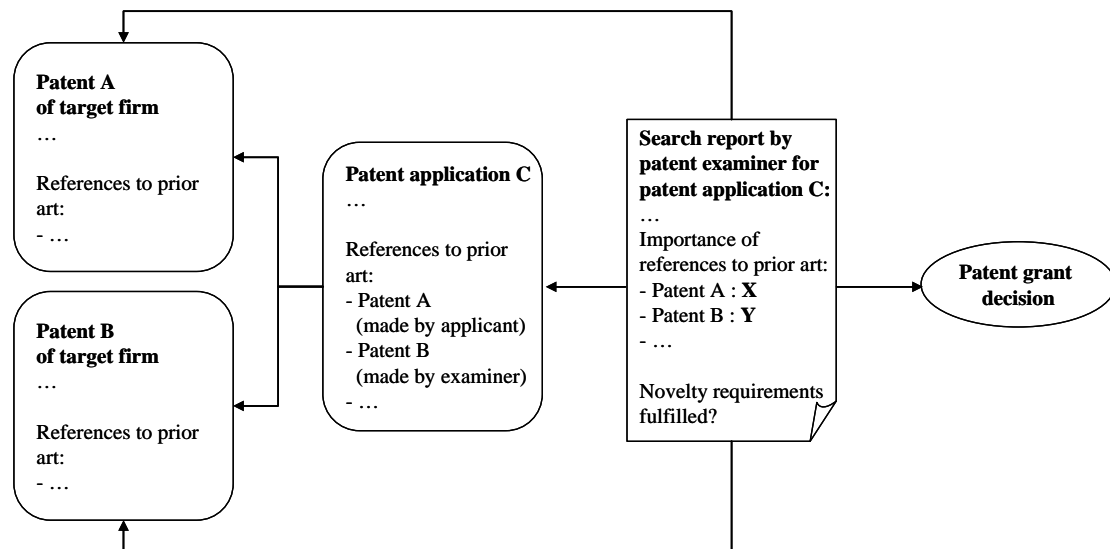 Patent A
of target firm
…
References to prior
art:
- …
Patent B
of target firm
…
References to prior
art:
- …
Patent application C
…
References to prior
art:
- Patent A
(made by applicant)
- Patent B
(made by examiner)
- …
Search report by
patent examiner for
patent application C:
…
Importance of
references to prior art:
- Patent A : X
- Patent B : Y
- …
Novelty requirements
fulfilled?
Patent grant
decision